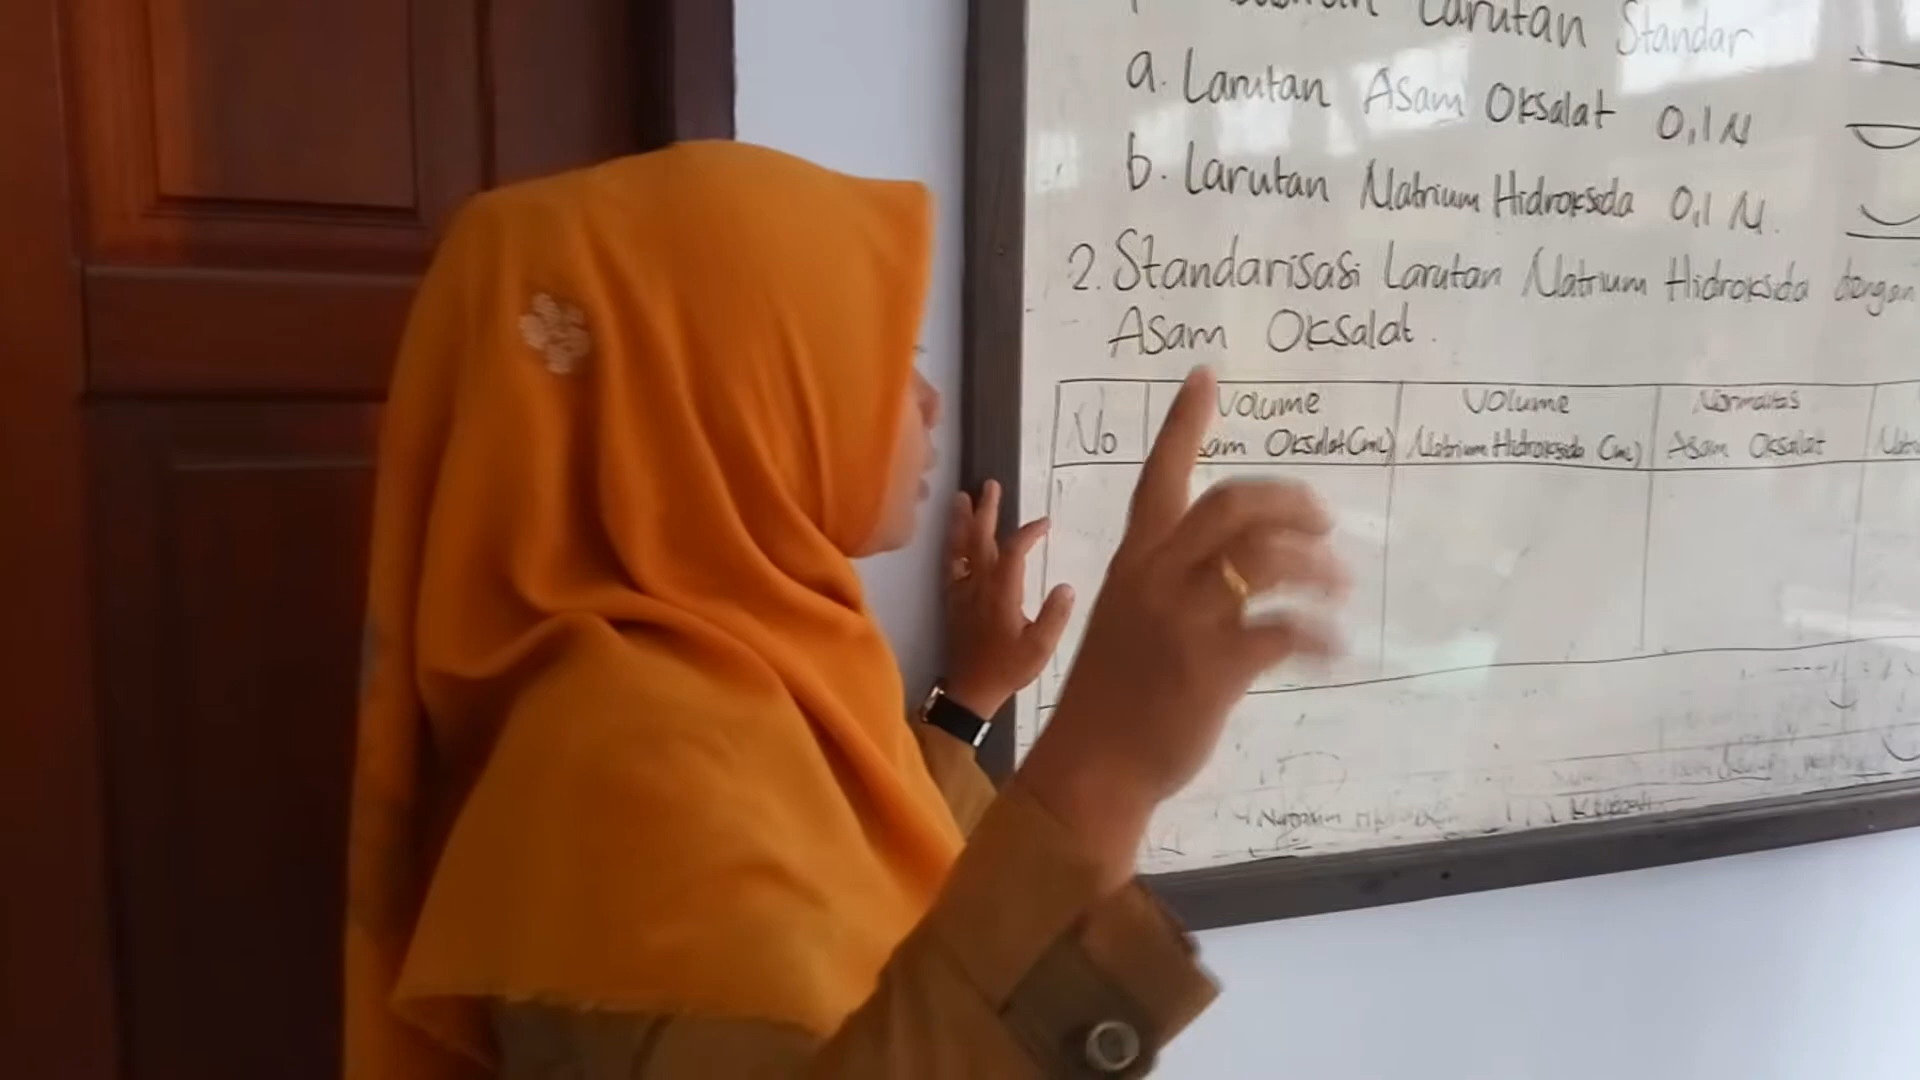 Larutan Standar
a. Larutan Asam Oksalat 0,1 N
b. Larutan Natrium Hidroksida 0,1 N.
2. Standarisasi Larutan Natrium Hidroksida dengan
Asam Oksalat.
No Volume Volume Normalitas
Oksalat (mL) Natrium Hidroksida (mL) Asam Oksalat